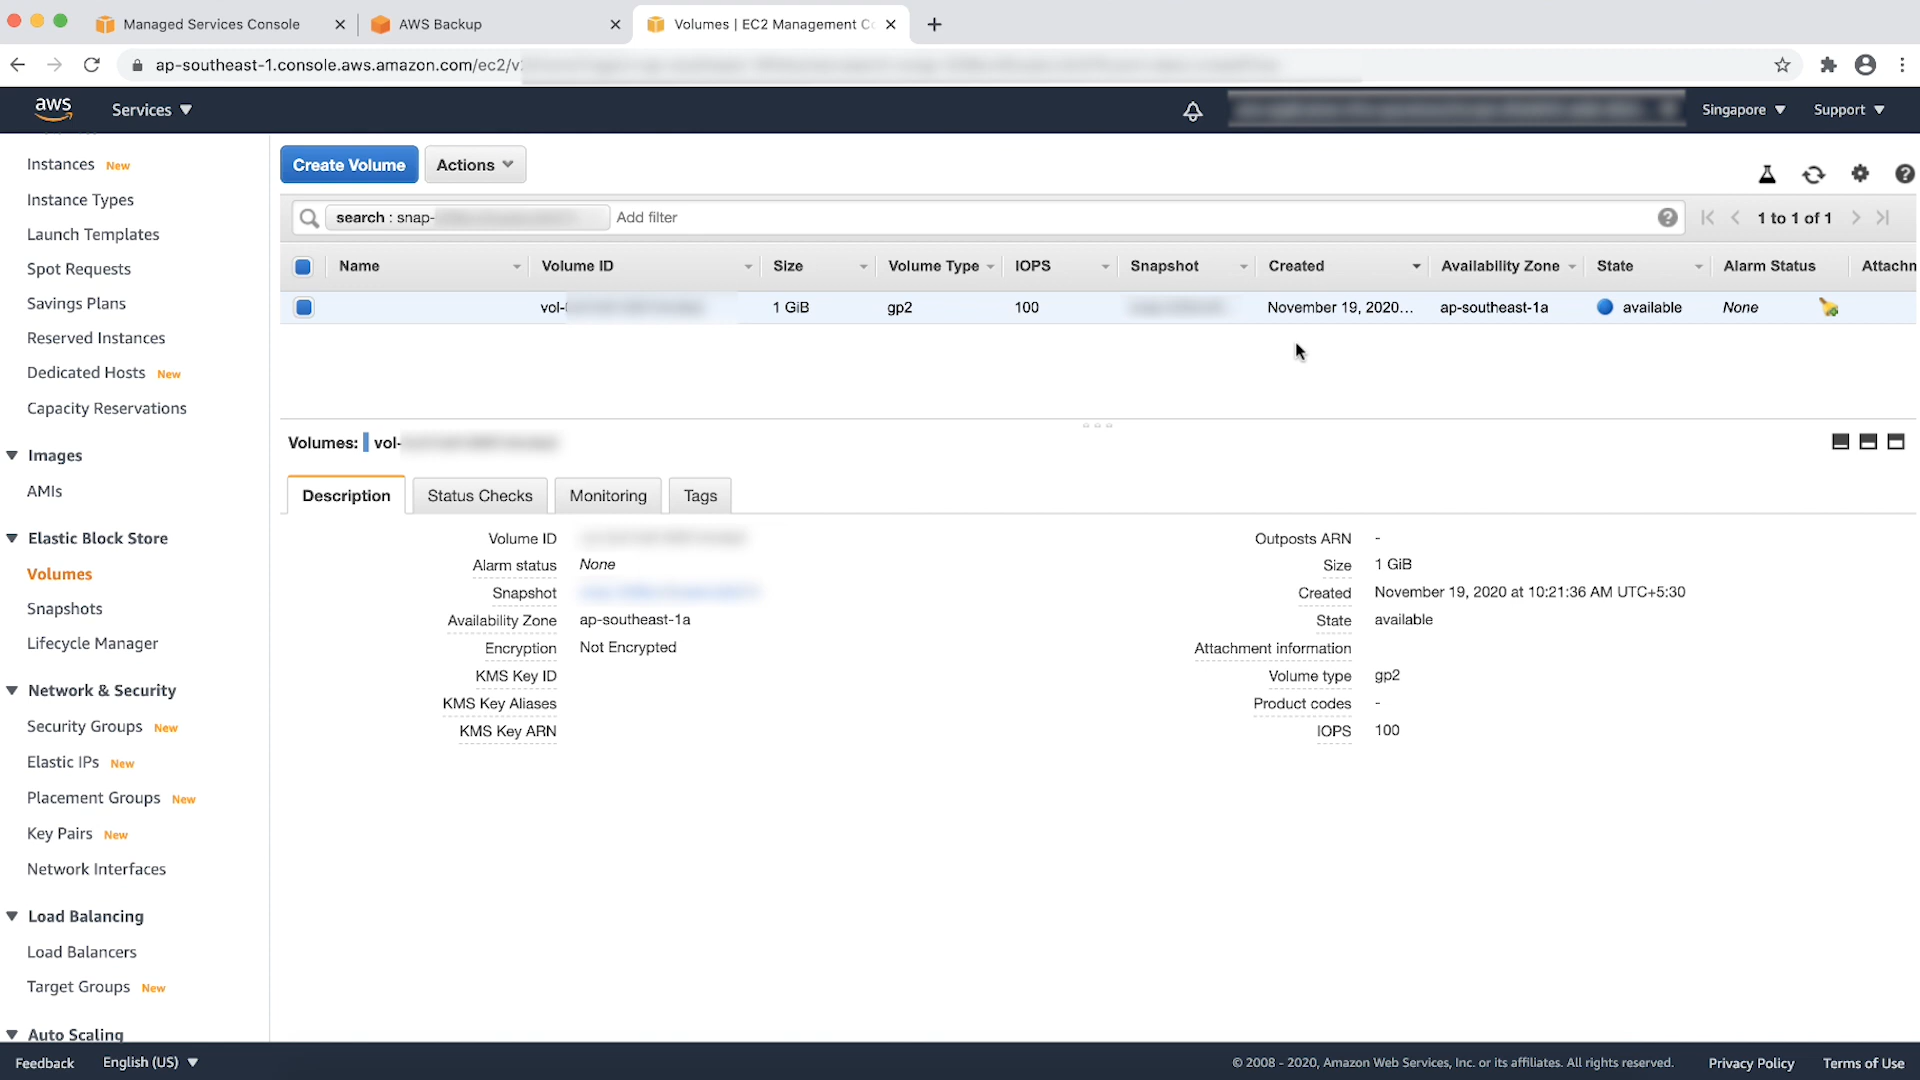 Managed Services Console
AWS Backup
Volumes | EC2 Management Co
ap-southeast-1.console.aws.amazon.com/ec2/v
aws
Services
Singapore
Support
Instances New
Instance Types
Launch Templates
Spot Requests
Savings Plans
Reserved Instances
Dedicated Hosts New
Capacity Reservations
Images
AMIs
Elastic Block Store
Volumes
Snapshots
Lifecycle Manager
Network & Security
Security Groups New
Elastic IPs New
Placement Groups New
Key Pairs New
Network Interfaces
Load Balancing
Load Balancers
Target Groups New
Auto Scaling
Create Volume
Actions
search : snap-
Add filter
1 to 1 of 1
Name Volume ID Size Volume Type IOPS Snapshot Created Availability Zone State Alarm Status Attachm
vol- 1 GiB gp2 100 November 19, 2020... ap-southeast-1a available None
Volumes: vol-
Description Status Checks Monitoring Tags
Volume ID
Alarm status None
Snapshot
Availability Zone ap-southeast-1a
Encryption Not Encrypted
KMS Key ID
KMS Key Aliases
KMS Key ARN
Outposts ARN -
Size 1 GiB
Created November 19, 2020 at 10:21:36 AM UTC+5:30
State available
Attachment information
Volume type gp2
Product codes -
IOPS 100
Feedback
English (US)
© 2008 - 2020, Amazon Web Services, Inc. or its affiliates. All rights reserved.
Privacy Policy
Terms of Use